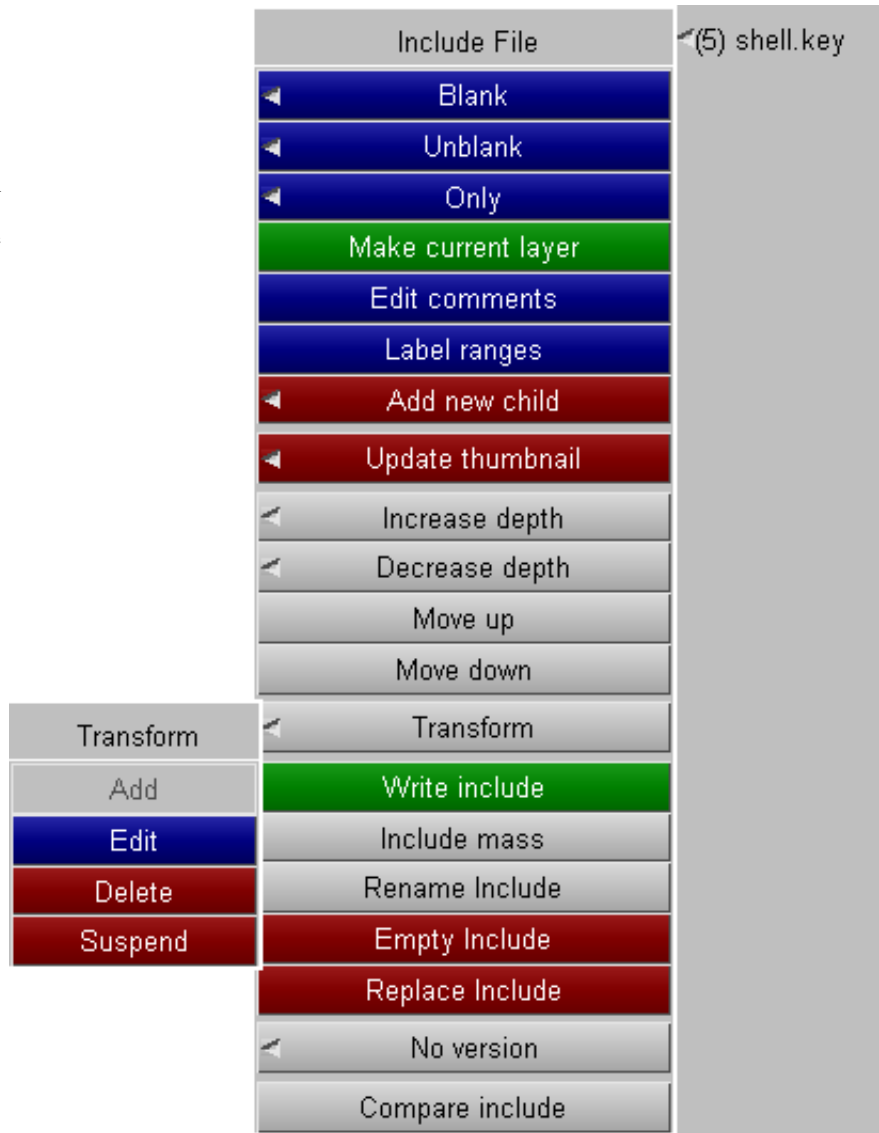 Include File
(5) shell.key
Blank
Unblank
Only
Make current layer
Edit comments
Label ranges
Add new child
Update thumbnail
Increase depth
Decrease depth
Move up
Move down
Transform
Transform
Add
Edit
Delete
Suspend
Write include
Include mass
Rename Include
Empty Include
Replace Include
No version
Compare include